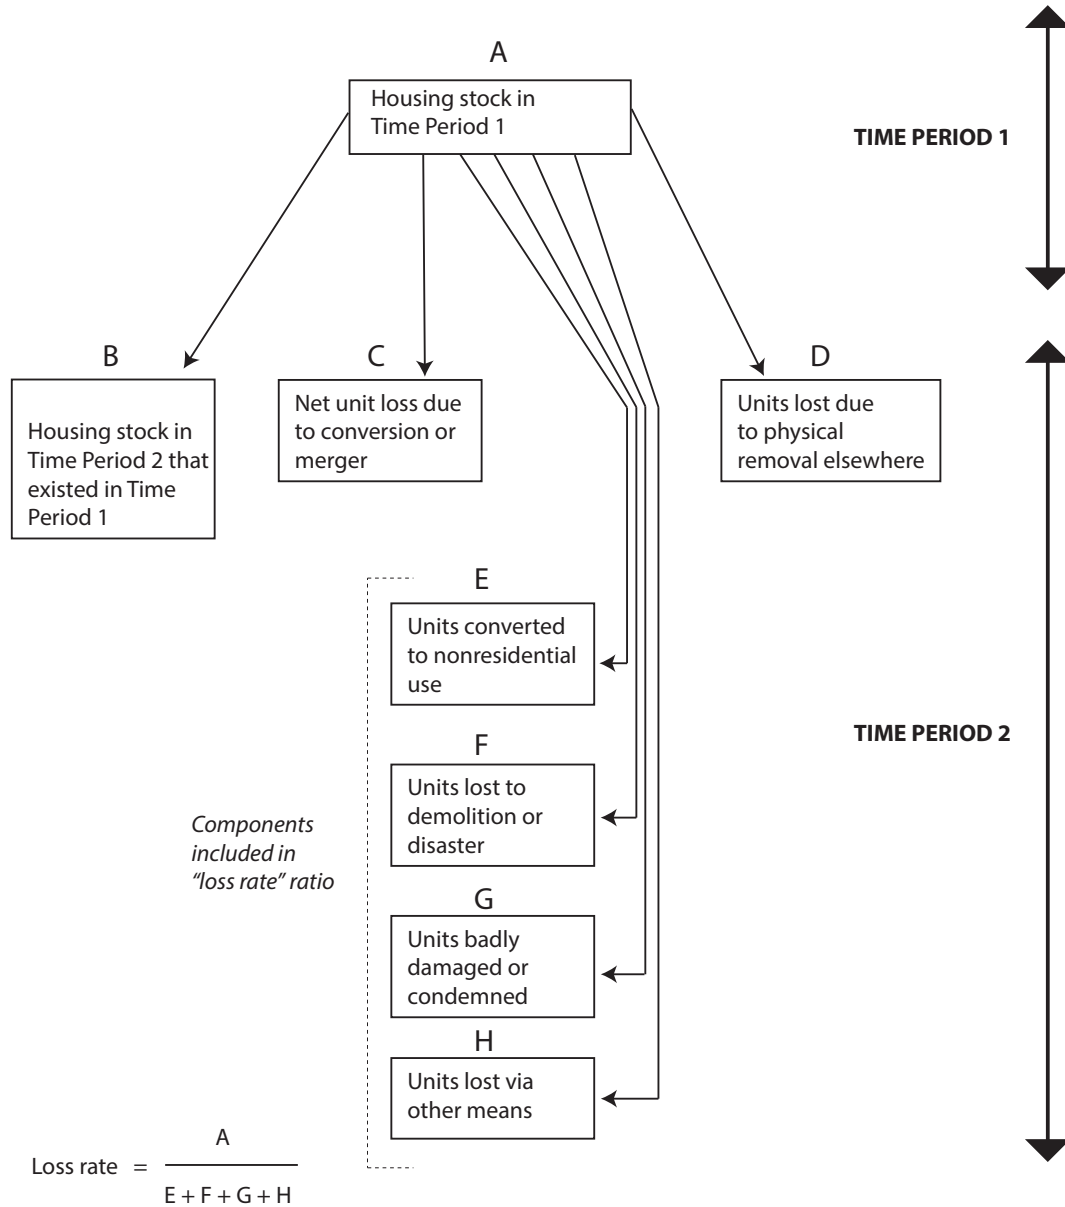 A
Housing stock in
Time Period 1
TIME PERIOD 1
B
Housing stock in
Time Period 2 that
existed in Time
Period 1
C
Net unit loss due
to conversion or
merger
D
Units lost due
to physical
removal elsewhere
E
Units converted
to nonresidential
use
TIME PERIOD 2
F
Units lost to
demolition or
disaster
Components
included in
“loss rate” ratio
G
Units badly
damaged or
condemned
H
Units lost via
other means
A
Loss rate =
E + F + G + H